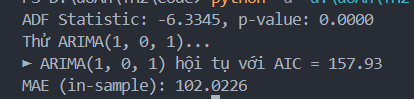 ADF Statistic: -6.3345, p-value: 0.0000
Thử ARIMA(1, 0, 1)...
► ARIMA(1, 0, 1) hội tụ với AIC = 157.93
MAE (in-sample): 102.0226